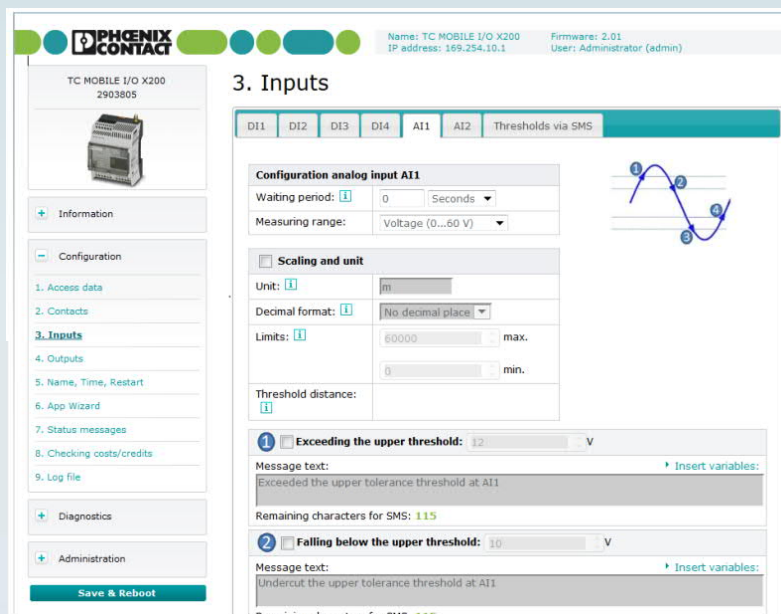 PHŒNIX
CONTACT
Name: TC MOBILE I/O X200
IP address: 169.254.10.1
Firmware: 2.01
User: Administrator (admin)
TC MOBILE I/O X200
2903805
+ Information
− Configuration
1. Access data
2. Contacts
3. Inputs
4. Outputs
5. Name, Time, Restart
6. App Wizard
7. Status messages
8. Checking costs/credits
9. Log file
+ Diagnostics
+ Administration
Save & Reboot
3. Inputs
DI1 DI2 DI3 DI4 AI1 AI2 Thresholds via SMS
Configuration analog input AI1
Waiting period: i 0 Seconds
Measuring range: Voltage (0...60 V)
1
2
3
4
Scaling and unit
Unit: i m
Decimal format: i No decimal place
Limits: i 60000 max.
0 min.
Threshold distance:
i
1 Exceeding the upper threshold: 12 V
Message text: Insert variables:
Exceeded the upper tolerance threshold at AI1
Remaining characters for SMS: 115
2 Falling below the upper threshold: 10 V
Message text: Insert variables:
Undercut the upper tolerance threshold at AI1